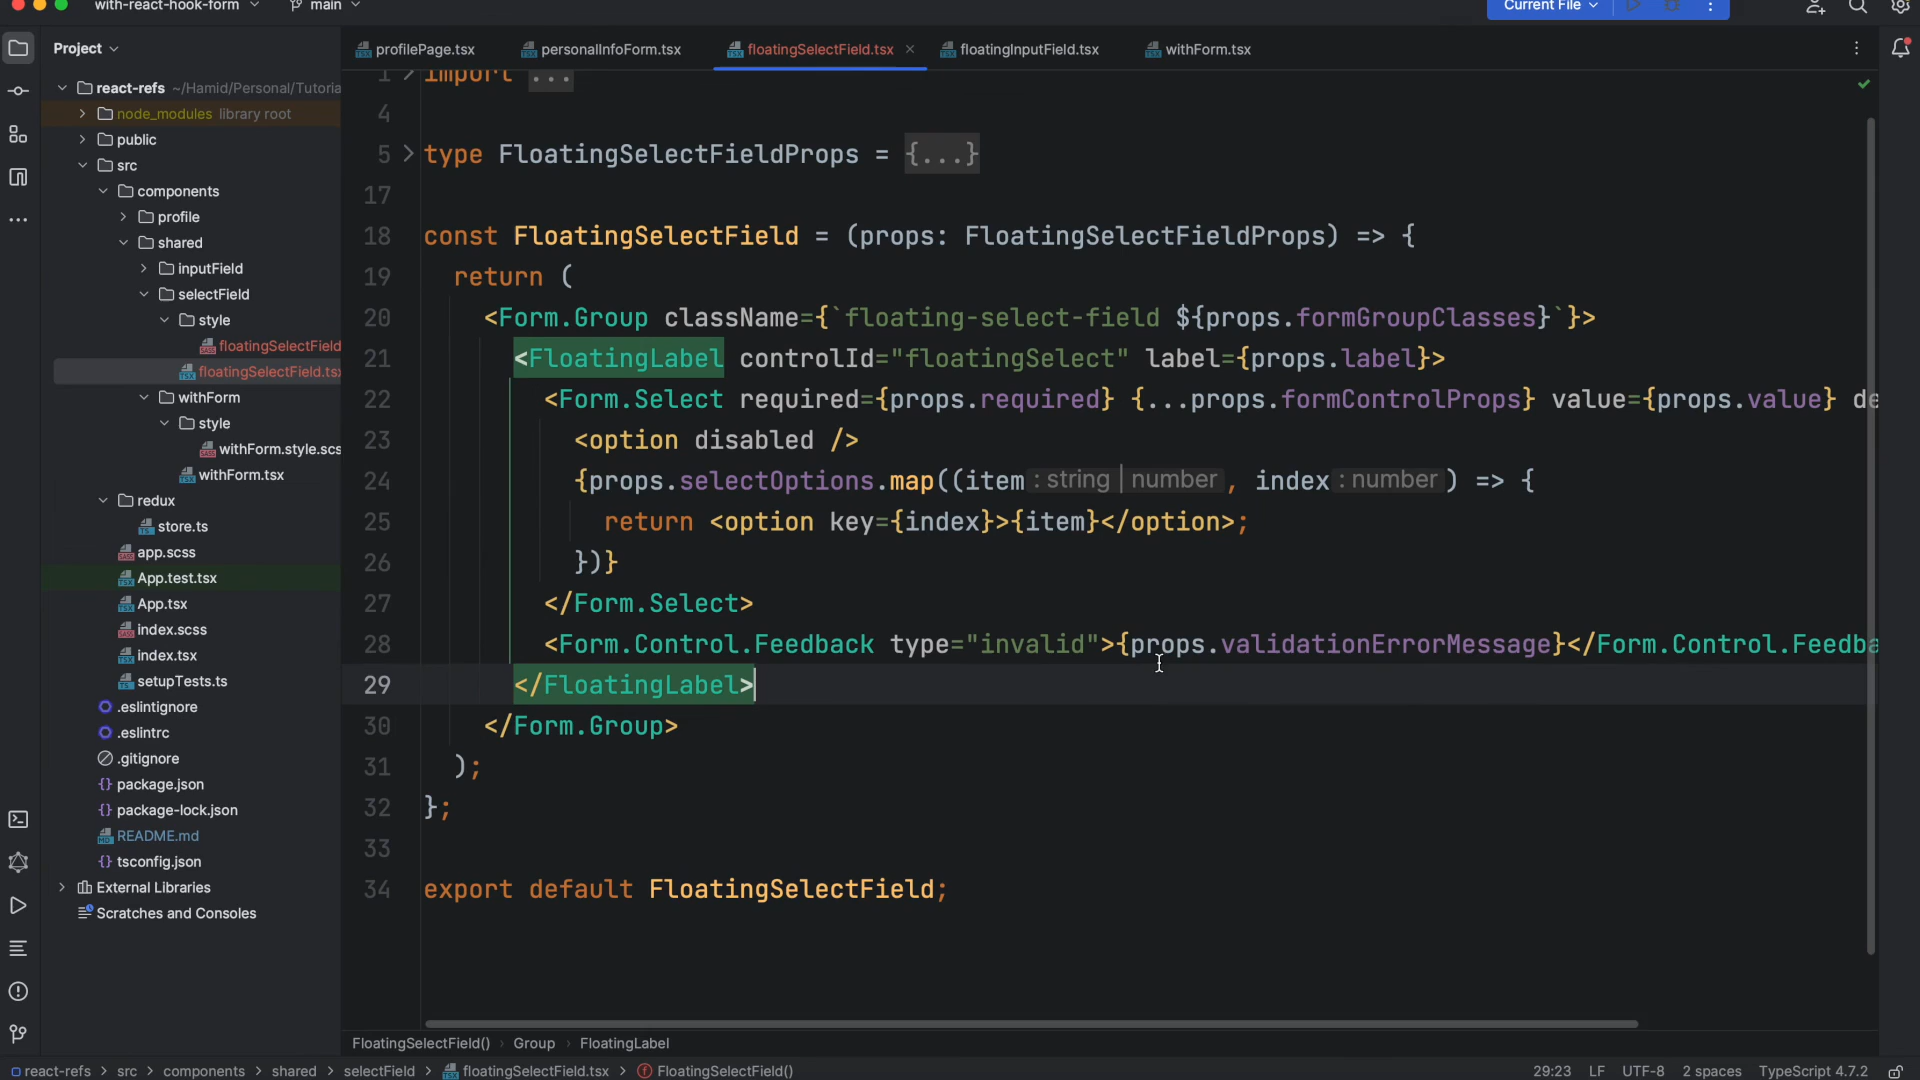 with-react-hook-form
main
Current File
Project
react-refs ~/Hamid/Personal/Tutoria
node_modules library root
public
src
components
profile
shared
inputField
selectField
style
floatingSelectField
floatingSelectField.tsx
withForm
style
withForm.style.scs
withForm.tsx
redux
store.ts
app.scss
App.test.tsx
App.tsx
index.scss
index.tsx
setupTests.ts
.eslintignore
.eslintrc
.gitignore
package.json
package-lock.json
README.md
tsconfig.json
External Libraries
Scratches and Consoles
profilePage.tsx
personalInfoForm.tsx
floatingSelectField.tsx
floatingInputField.tsx
withForm.tsx
1 import ...
4
5 type FloatingSelectFieldProps = {...}
17
18 const FloatingSelectField = (props: FloatingSelectFieldProps) => {
19 return (
20 <Form.Group className={`floating-select-field ${props.formGroupClasses}`}>
21 <FloatingLabel controlId="floatingSelect" label={props.label}>
22 <Form.Select required={props.required} {...props.formControlProps} value={props.value} de
23 <option disabled />
24 {props.selectOptions.map((item : string | number , index : number ) => {
25 return <option key={index}>{item}</option>;
26 })}
27 </Form.Select>
28 <Form.Control.Feedback type="invalid">{props.validationErrorMessage}</Form.Control.Feedba
29 </FloatingLabel>
30 </Form.Group>
31 );
32 };
33
34 export default FloatingSelectField;
FloatingSelectField() › Group › FloatingLabel
react-refs > src > components > shared > selectField > floatingSelectField.tsx > FloatingSelectField()
29:23 LF UTF-8 2 spaces TypeScript 4.7.2